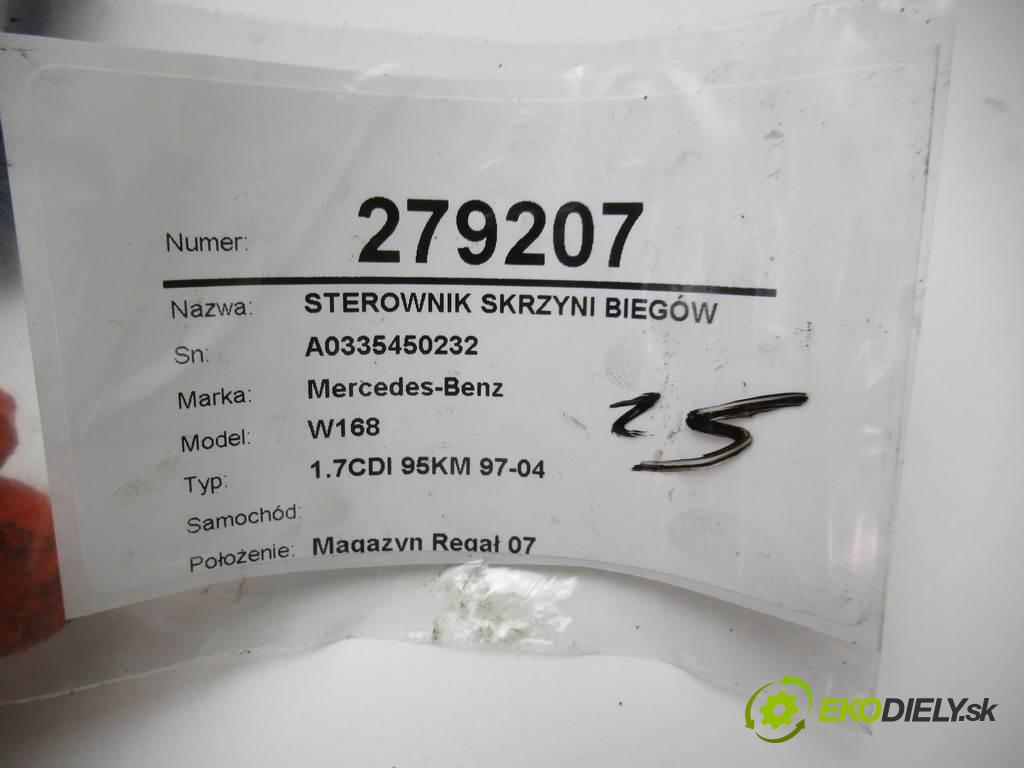 Numer: 279207
Nazwa: STEROWNIK SKRZYNI BIEGÓW
Sn: A0335450232
Marka: Mercedes-Benz
Model: W168
25
Typ: 1.7CDI 95KM 97-04
Samochód:
Położenie: Magazyn Regał 07
EKODIELY.sk